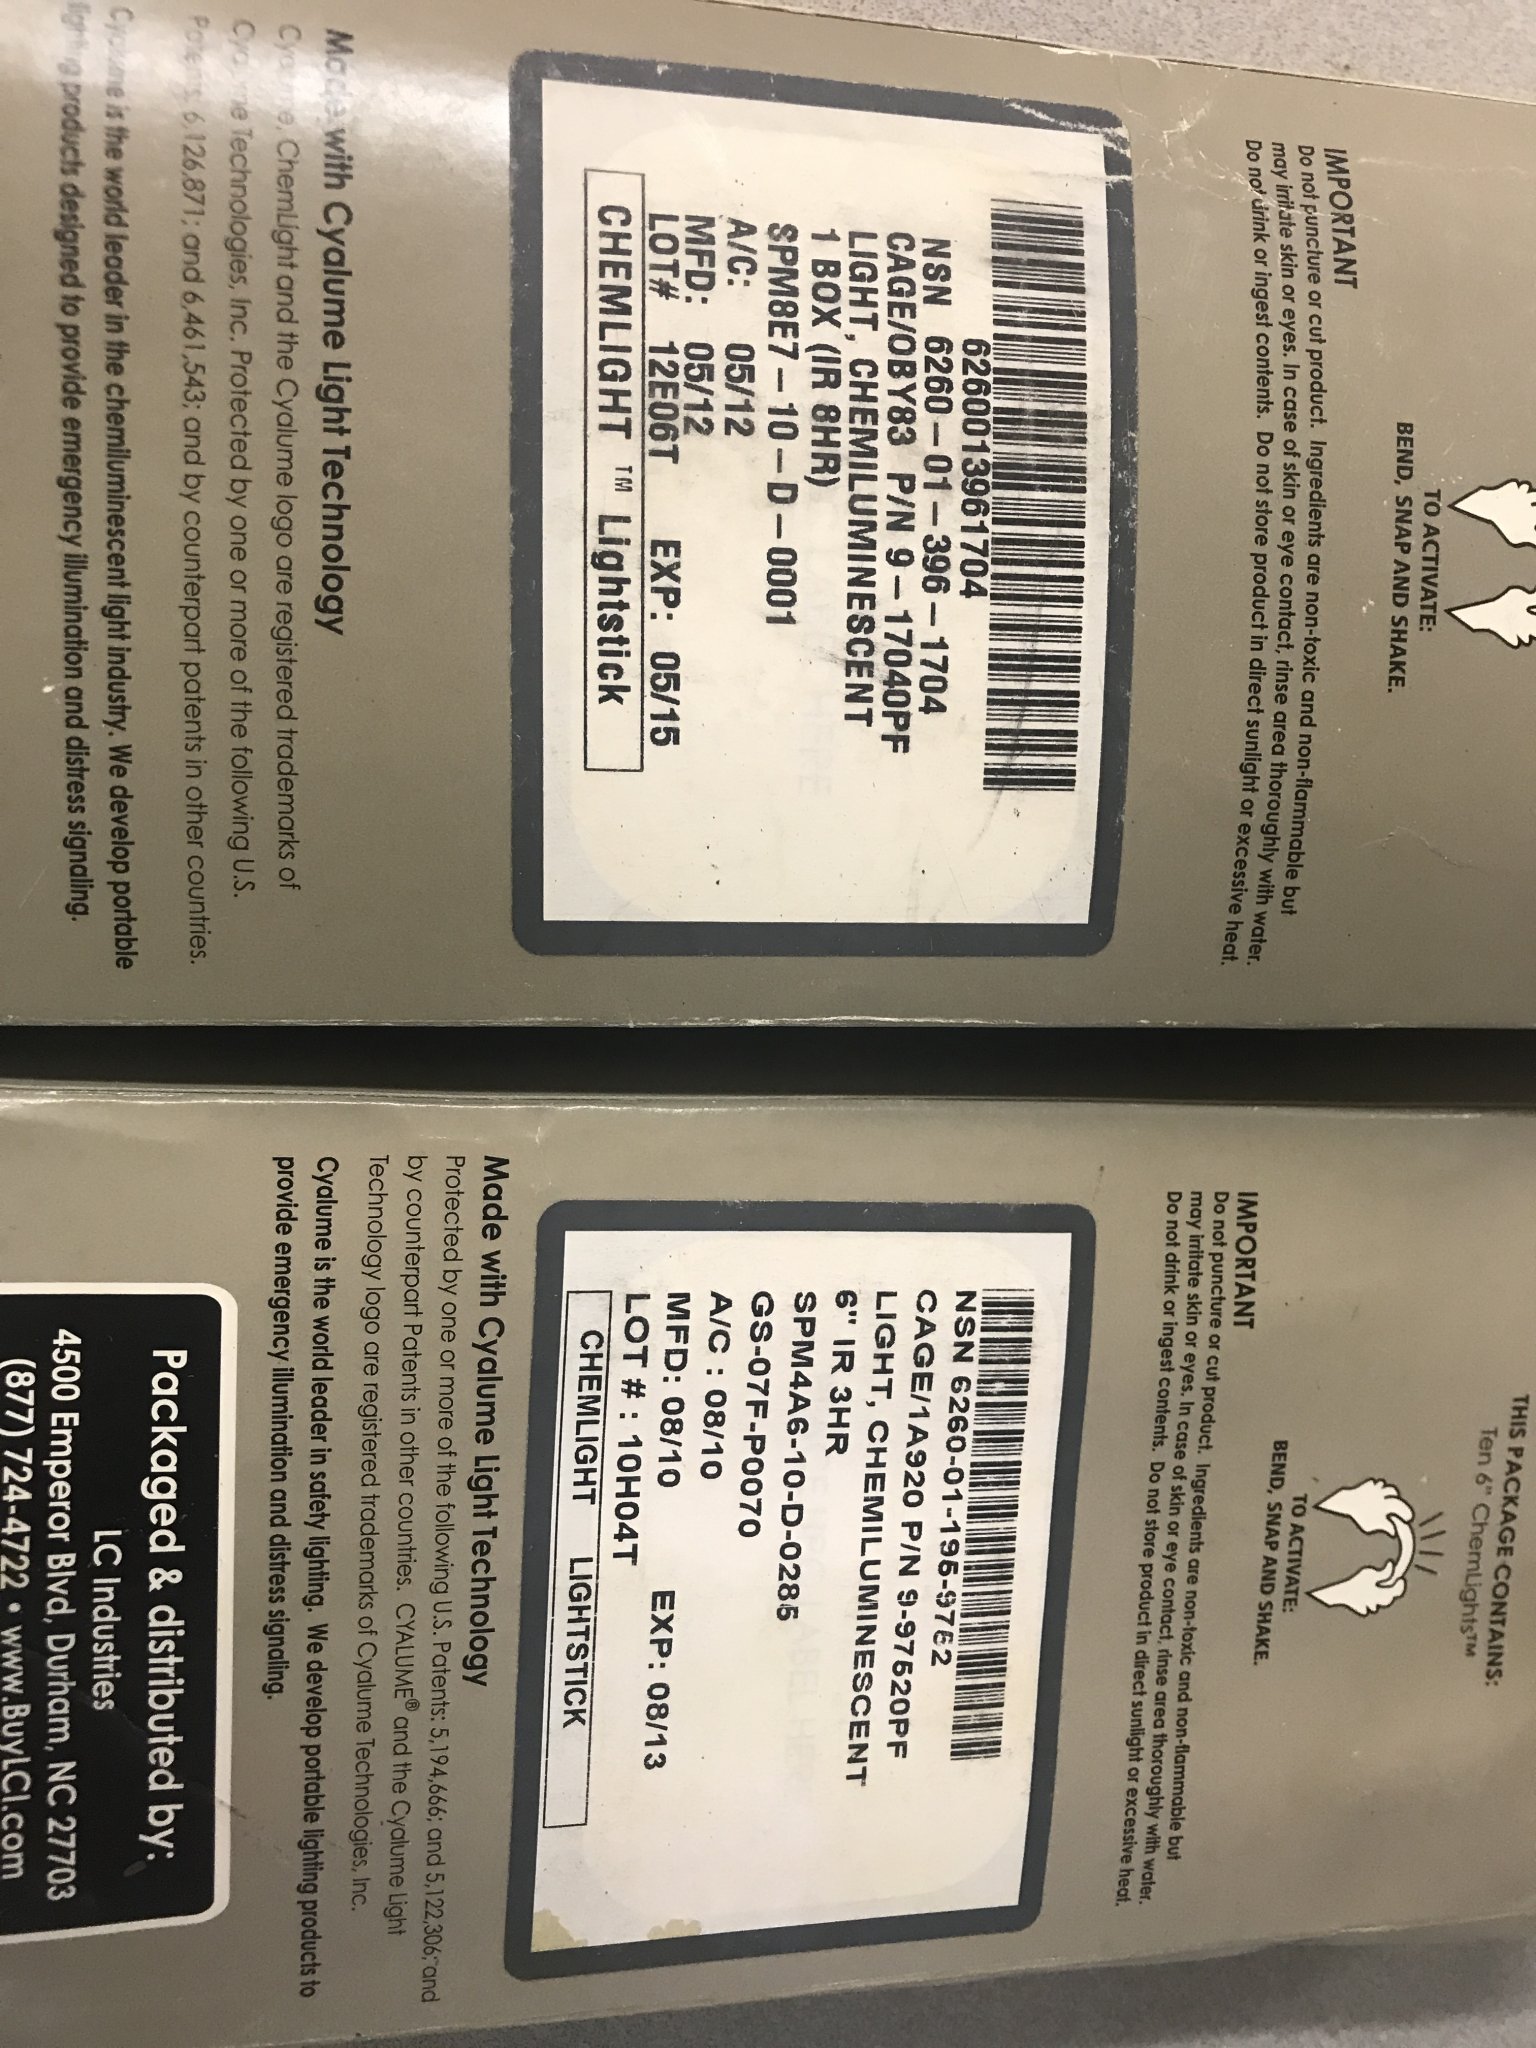 TO ACTIVATE:
BEND, SNAP AND SHAKE.
IMPORTANT
Do not puncture or cut product. Ingredients are non-toxic and non-flammable but
may irritate skin or eyes. In case of skin or eye contact, rinse area thoroughly with water.
Do not drink or ingest contents. Do not store product in direct sunlight or excessive heat.
6260013961704
NSN 6260-01-396-1704
CAGE/OBY83 P/N 9-17040PF
LIGHT, CHEMILUMINESCENT
1 BOX (IR 8HR)
SPM8E7-10-D-0001
A/C: 05/12
MFD: 05/12
LOT# 12E06T EXP: 05/15
CHEMLIGHT ™ Lightstick
Made with Cyalume Light Technology
Cyalume, ChemLight and the Cyalume logo are registered trademarks of
Cyalume Technologies, Inc. Protected by one or more of the following U.S.
Patents: 6,126,871; and 6,461,543; and by counterpart patents in other countries.
Cyalume is the world leader in the chemiluminescent light industry. We develop portable
lighting products designed to provide emergency illumination and distress signaling.
THIS PACKAGE CONTAINS:
Ten 6" ChemLights™
TO ACTIVATE:
BEND, SNAP AND SHAKE.
IMPORTANT
Do not puncture or cut product. Ingredients are non-toxic and non-flammable but
may irritate skin or eyes. In case of skin or eye contact, rinse area thoroughly with water.
Do not drink or ingest contents. Do not store product in direct sunlight or excessive heat.
NSN 6260-01-195-9752
CAGE/1A920 P/N 9-97520PF
LIGHT, CHEMILUMINESCENT
6" IR 3HR
SPM4A6-10-D-0285
GS-07F-P0070
A/C : 08/10
MFD: 08/10 EXP: 08/13
LOT # : 10H04T
CHEMLIGHT LIGHTSTICK
Made with Cyalume Light Technology
Protected by one or more of the following U.S. Patents: 5,194,666; and 5,122,306; and
by counterpart Patents in other countries. CYALUME® and the Cyalume Light
Technology logo are registered trademarks of Cyalume Technologies, Inc.
Cyalume is the world leader in safety lighting. We develop portable lighting products to
provide emergency illumination and distress signaling.
Packaged & distributed by:
LC Industries
4500 Emperor Blvd, Durham, NC 27703
(877) 724-4722 • www.BuyLCI.com